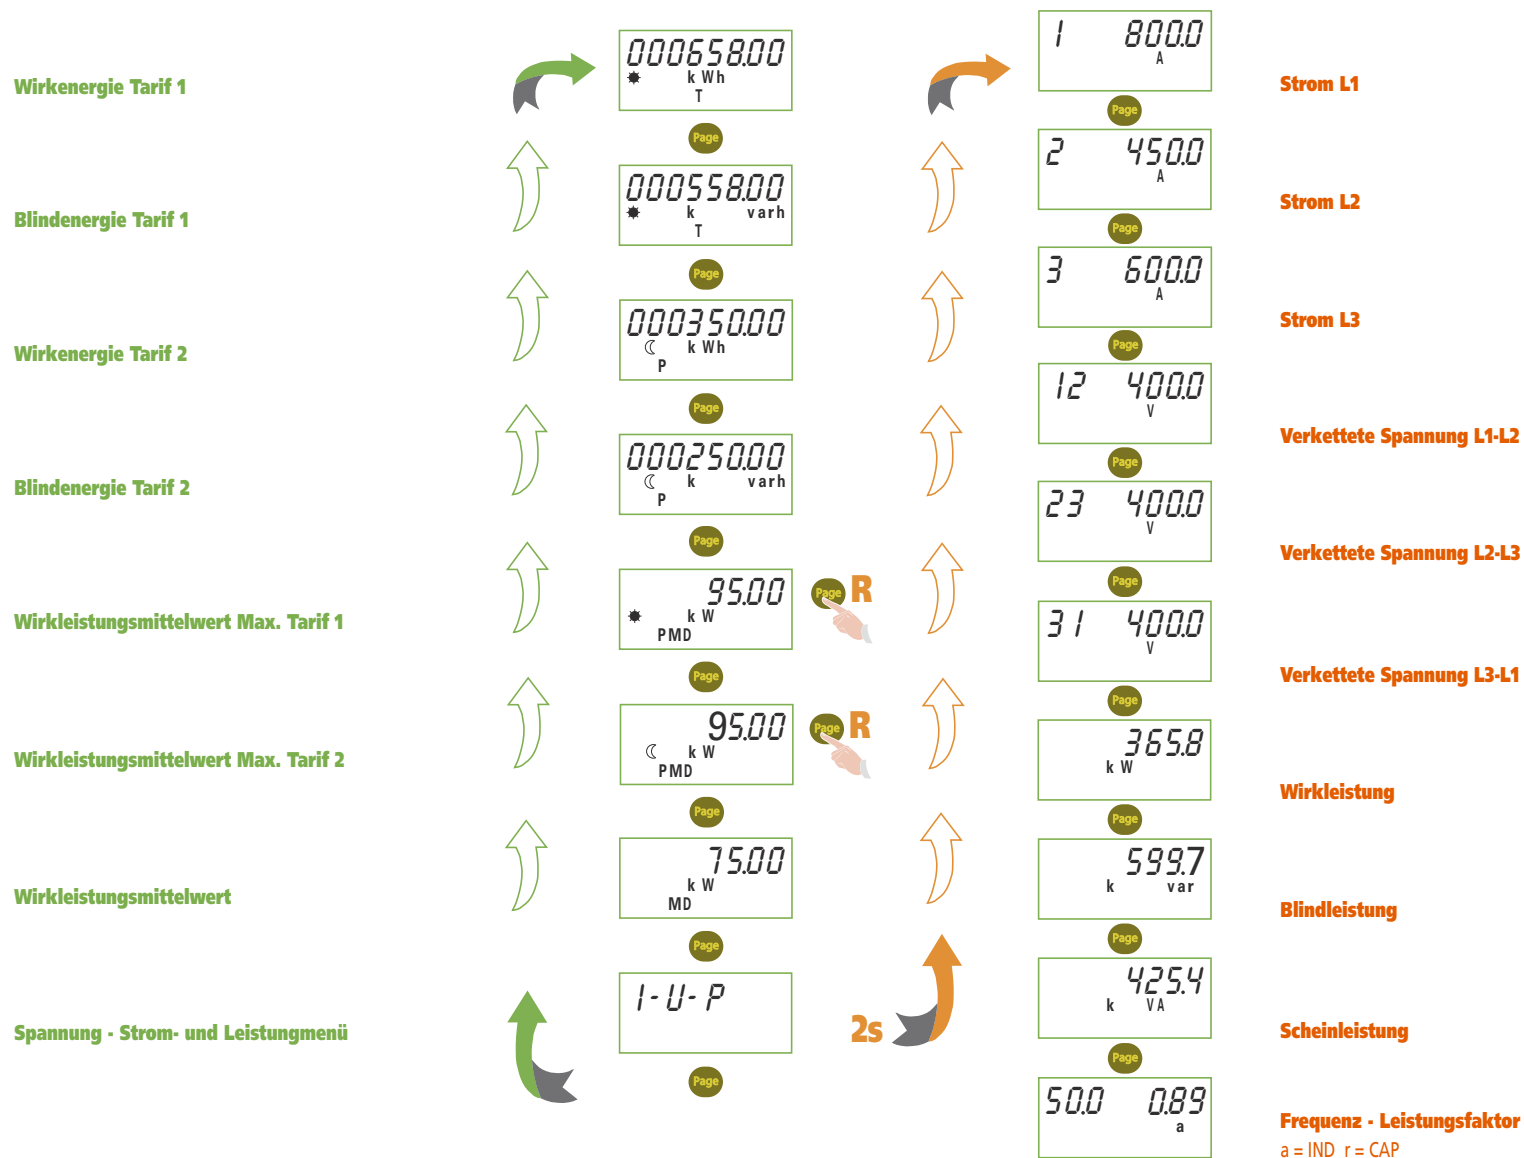 Wirkenergie Tarif 1
000658.00
k Wh
T
Page
Blindenergie Tarif 1
000558.00
k varh
T
Page
Wirkenergie Tarif 2
000350.00
k Wh
P
Page
Blindenergie Tarif 2
000250.00
k varh
P
Page
Wirkleistungsmittelwert Max. Tarif 1
95.00
k W
PMD
Page R
Page
Wirkleistungsmittelwert Max. Tarif 2
95.00
k W
PMD
Page R
Page
Wirkleistungsmittelwert
75.00
k W
MD
Page
Spannung - Strom- und Leistungmenü
I-U-P
Page
2s
1 800.0
A
Strom L1
Page
2 450.0
A
Strom L2
Page
3 600.0
A
Strom L3
Page
12 400.0
V
Verkettete Spannung L1-L2
Page
23 400.0
V
Verkettete Spannung L2-L3
Page
31 400.0
V
Verkettete Spannung L3-L1
Page
365.8
k W
Wirkleistung
Page
599.7
k var
Blindleistung
Page
425.4
k VA
Scheinleistung
Page
50.0 0.89
a
Frequenz - Leistungsfaktor
a = IND r = CAP